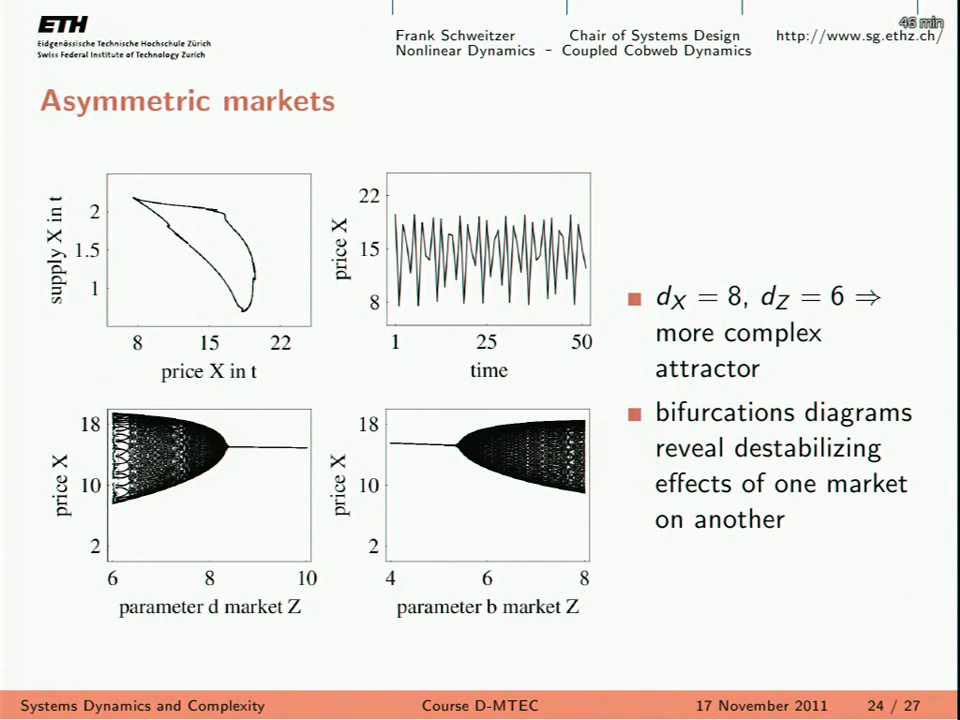 ETH
Eidgenössische Technische Hochschule Zürich
Swiss Federal Institute of Technology Zurich
46 min
Frank Schweitzer Chair of Systems Design http://www.sg.ethz.ch/
Nonlinear Dynamics – Coupled Cobweb Dynamics
Asymmetric markets
supply X in t
2
1.5
1
8 15 22
price X in t
price X
22
15
8
1 25 50
time
price X
18
10
2
6 8 10
parameter d market Z
price X
18
10
2
4 6 8
parameter b market Z
d_X = 8, d_Z = 6 ⇒
more complex
attractor
bifurcations diagrams
reveal destabilizing
effects of one market
on another
Systems Dynamics and Complexity Course D-MTEC 17 November 2011 24 / 27